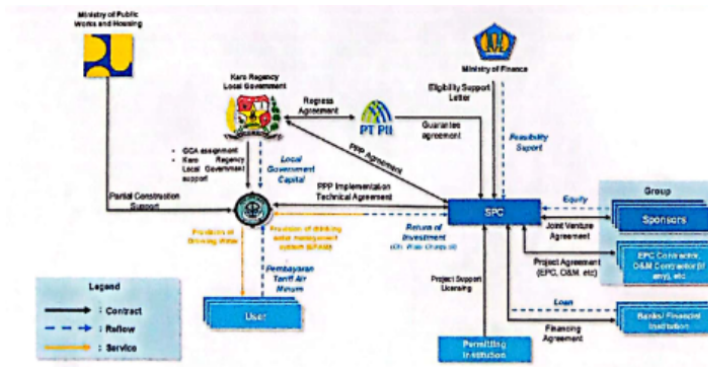 Ministry of Public
Works and Housing
Karo Regency
Local Government
Ministry of Finance
Regress
Agreement
PT PII
Guarantee
agreement
Eligibility Support
Letter
Feasibility
Suport
• GCA assignment
• Karo Regency
Local Government
support
Local
Government
Capital
PPP Agreement
Partial Construction
Support
PPP Implementation
Technical Agreement
SPC
Equity
Group
Sponsors
Joint Venture
Agreement
Provision of
Drinking Water
Provision of drinking
water management
system
Return of
Investment
Project Agreement
(EPC, O&M, etc)
EPC Contractor,
O&M Contractor(if
any), etc
Pembayaran
Tariff Air
Minum
Project Support
Licensing
User
Loan
Banks/ Financial
Institution
Financing
Agreement
Permitting
Institution
Legend
: Contract
: Reflow
: Service